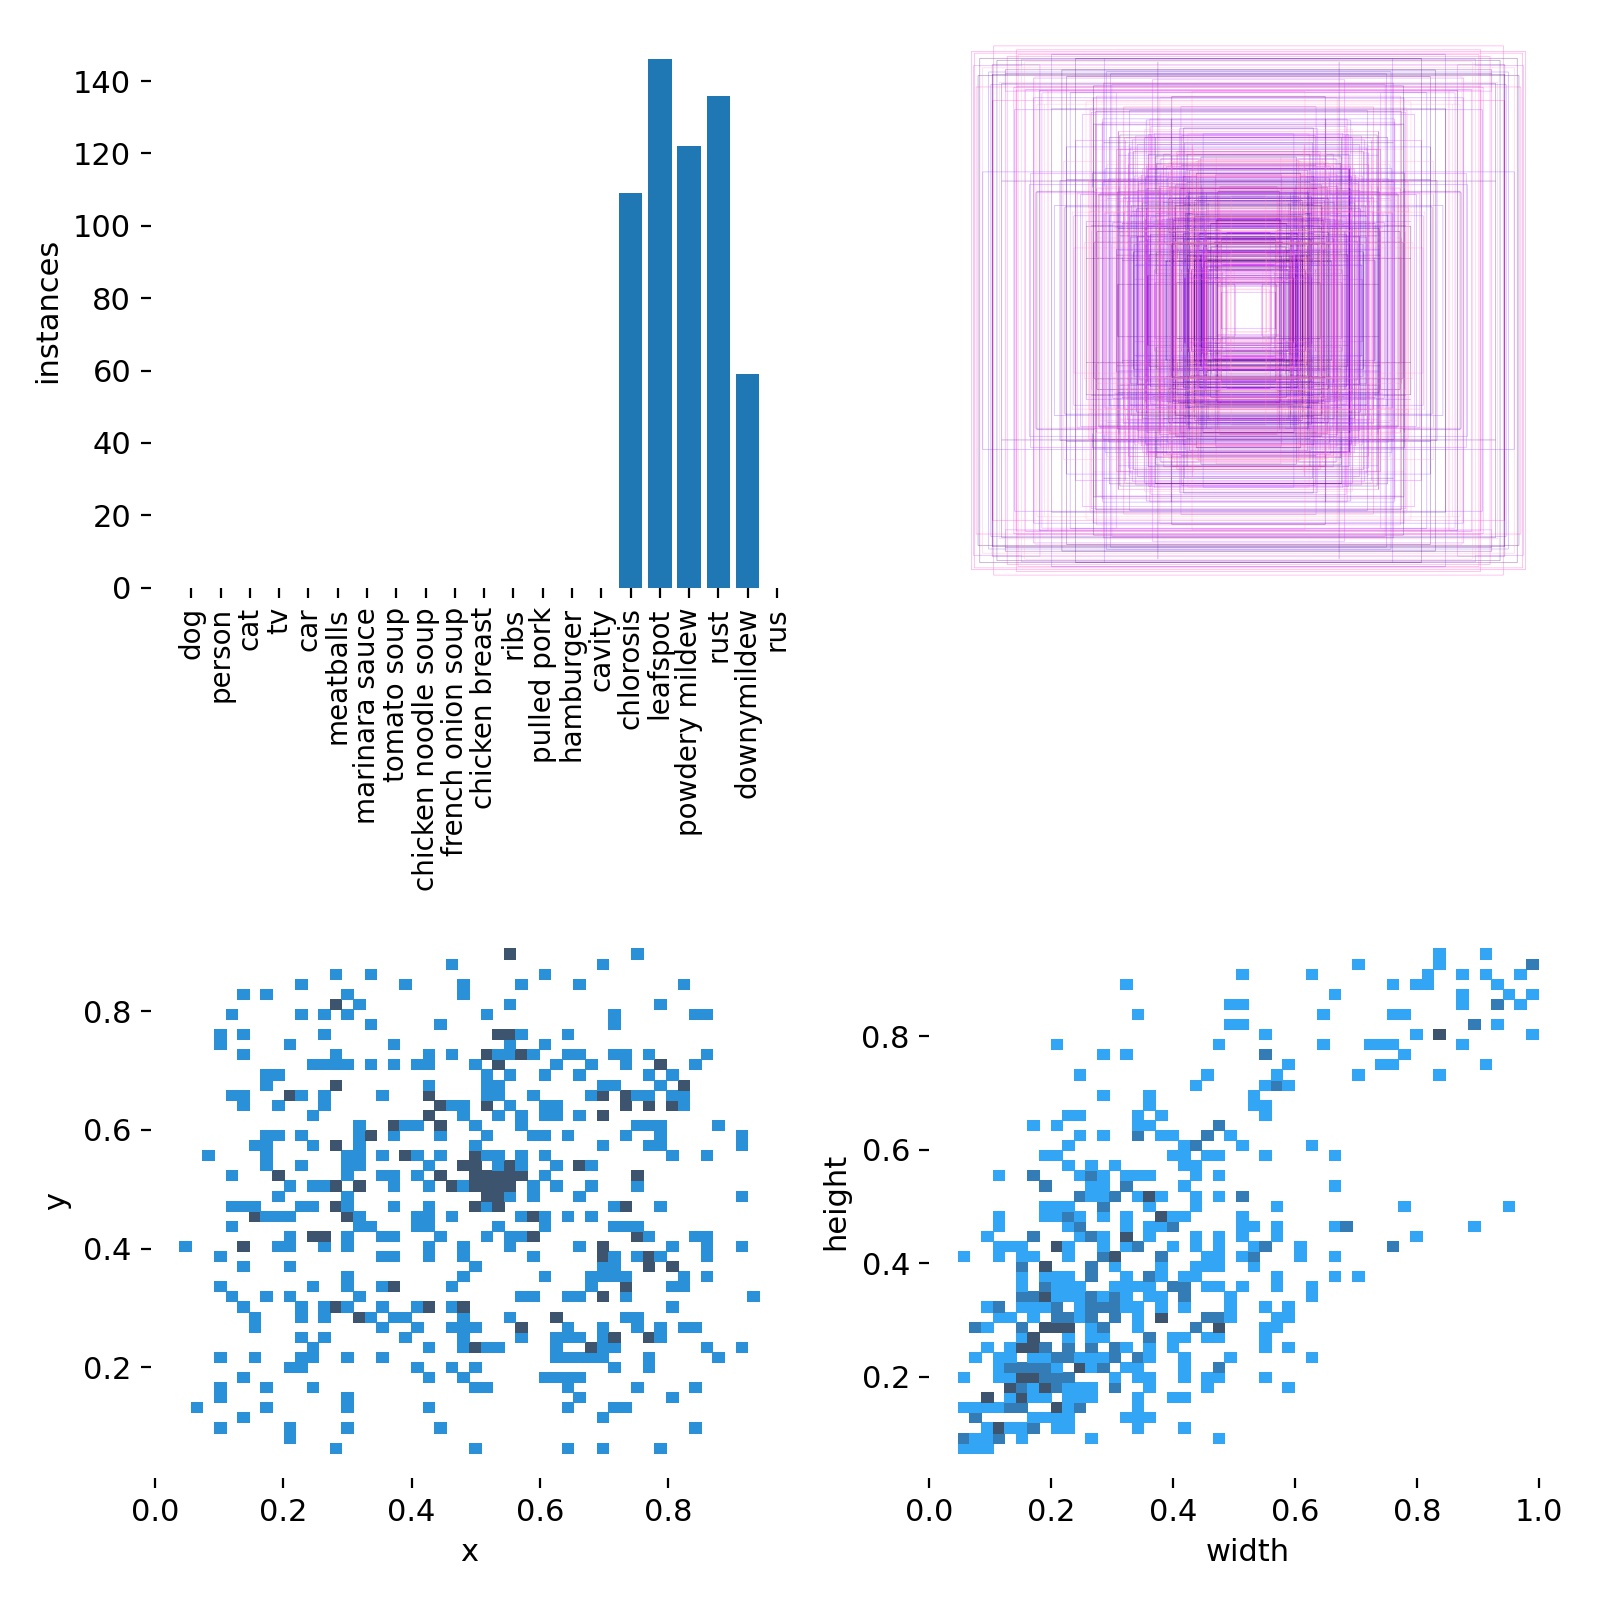 instances
140
120
100
80
60
40
20
0
dog
person
cat
tv
car
meatballs
marinara sauce
tomato soup
chicken noodle soup
french onion soup
chicken breast
ribs
pulled pork
hamburger
cavity
chlorosis
leafspot
powdery mildew
rust
downymildew
rus
y
0.8
0.6
0.4
0.2
0.0 0.2 0.4 0.6 0.8
x
height
0.8
0.6
0.4
0.2
0.0 0.2 0.4 0.6 0.8 1.0
width